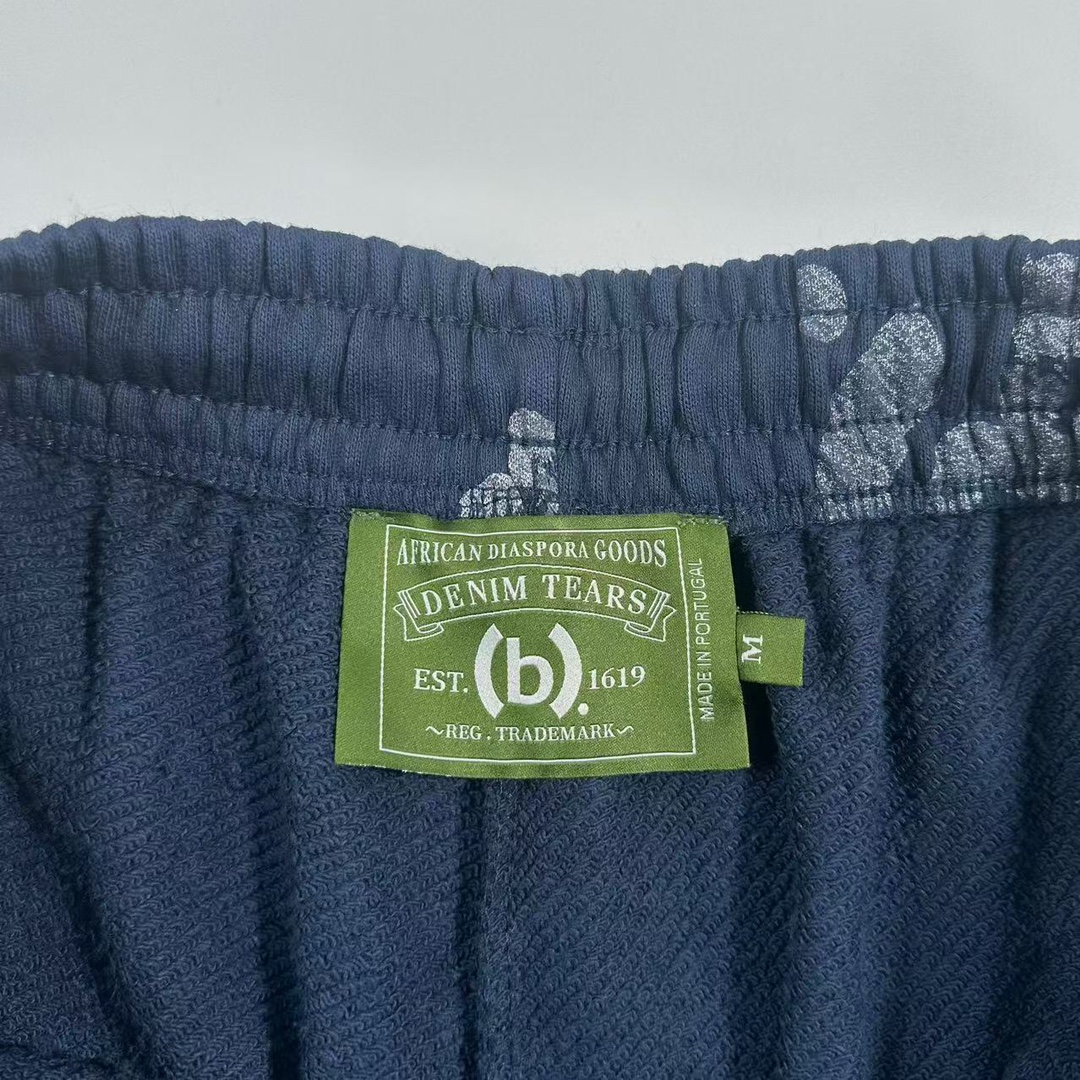 AFRICAN DIASPORA GOODS
DENIM TEARS
EST. (b). 1619
~REG. TRADEMARK~
MADE IN PORTUGAL
M